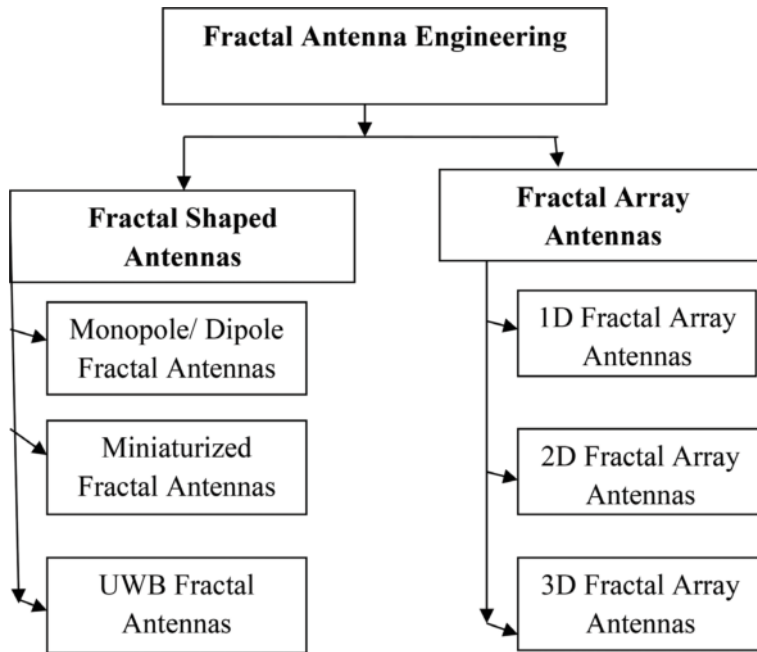 Fractal Antenna Engineering
Fractal Shaped
Antennas
Monopole/ Dipole
Fractal Antennas
Miniaturized
Fractal Antennas
UWB Fractal
Antennas
Fractal Array
Antennas
1D Fractal Array
Antennas
2D Fractal Array
Antennas
3D Fractal Array
Antennas